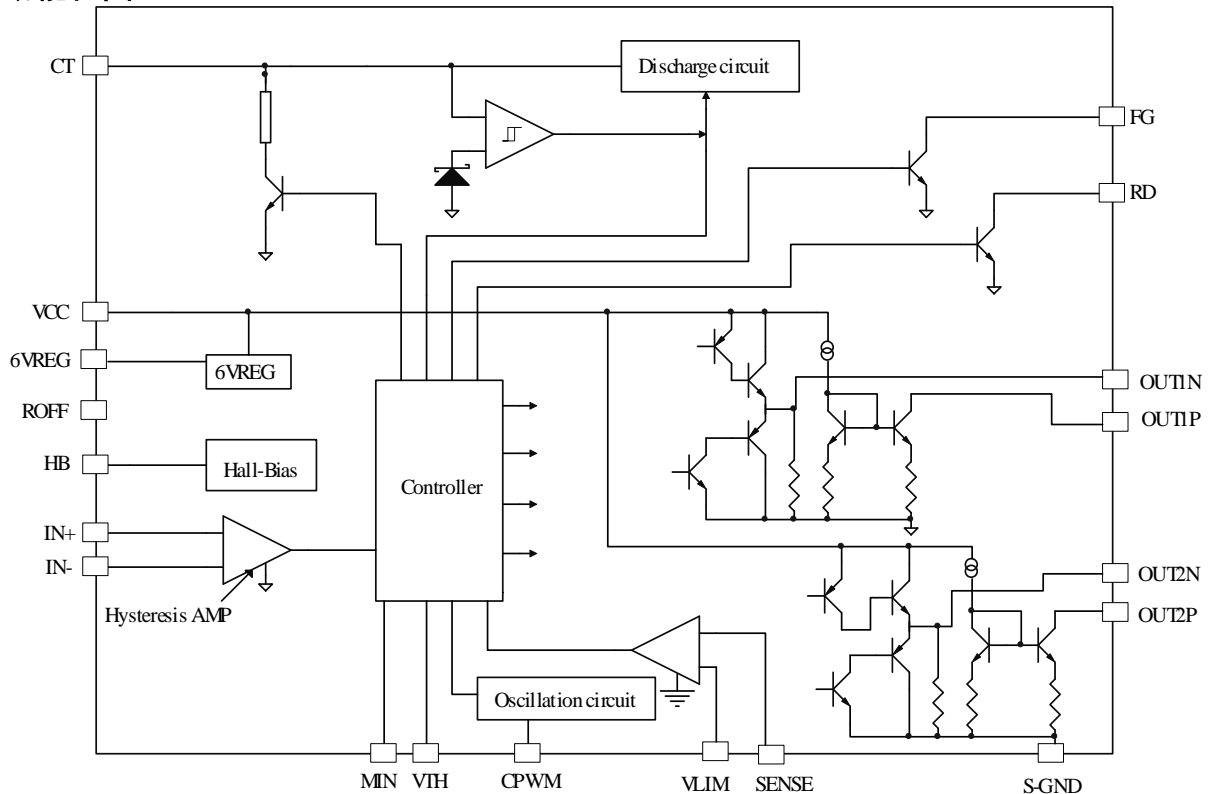 CT
Discharge circuit
FG
RD
VCC
6VREG
6VREG
ROFF
HB
Hall-Bias
Controller
IN+
IN-
Hysteresis AMP
OUT1N
OUT1P
OUT2N
OUT2P
Oscillation circuit
MIN
VTH
CPWM
VLIM
SENSE
S-GND